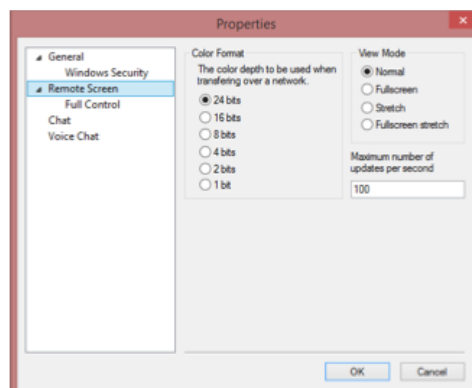 Properties
General
Windows Security
Remote Screen
Full Control
Chat
Voice Chat
Color Format
The color depth to be used when
transfering over a network.
24 bits
16 bits
8 bits
4 bits
2 bits
1 bit
View Mode
Normal
Fullscreen
Stretch
Fullscreen stretch
Maximum number of
updates per second
100
OK
Cancel